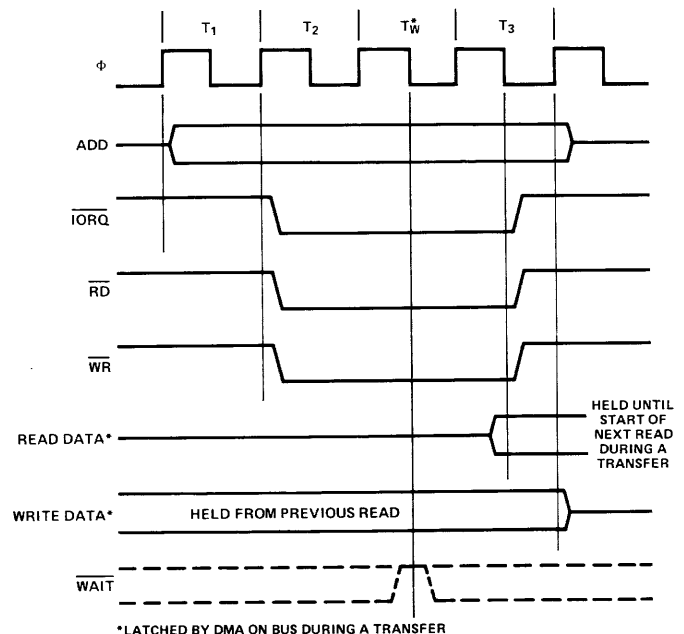 T1 T2 T*W T3
Φ
ADD
IORQ
RD
WR
READ DATA*
HELD UNTIL
START OF
NEXT READ
DURING A
TRANSFER
WRITE DATA*
HELD FROM PREVIOUS READ
WAIT
*LATCHED BY DMA ON BUS DURING A TRANSFER